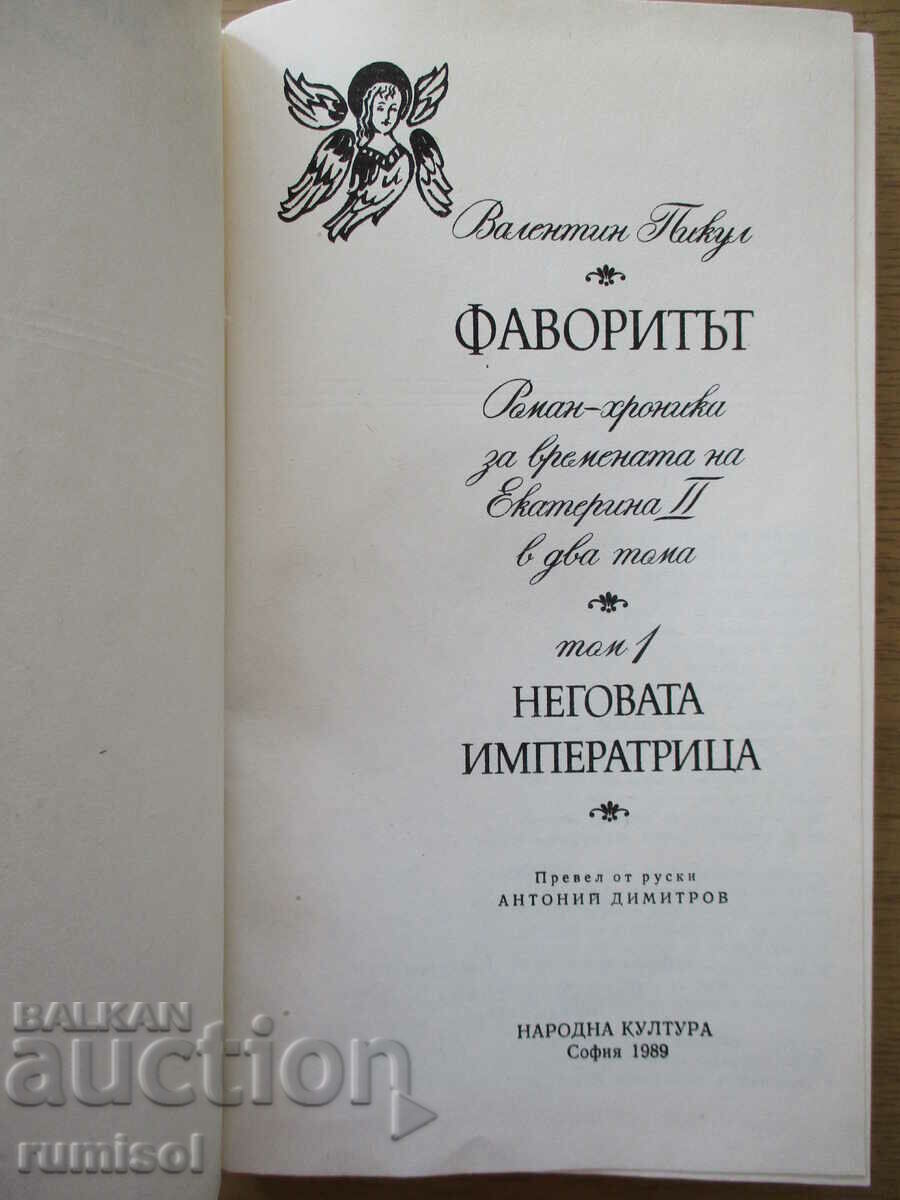 Валентин Пикул
ФАВОРИТЪТ
Роман-хроника
за времената на
Екатерина II
в два тома
том 1
НЕГОВАТА
ИМПЕРАТРИЦА
Превел от руски
АНТОНИЙ ДИМИТРОВ
НАРОДНА КУЛТУРА
София 1989
BALKAN
auction
rumisol